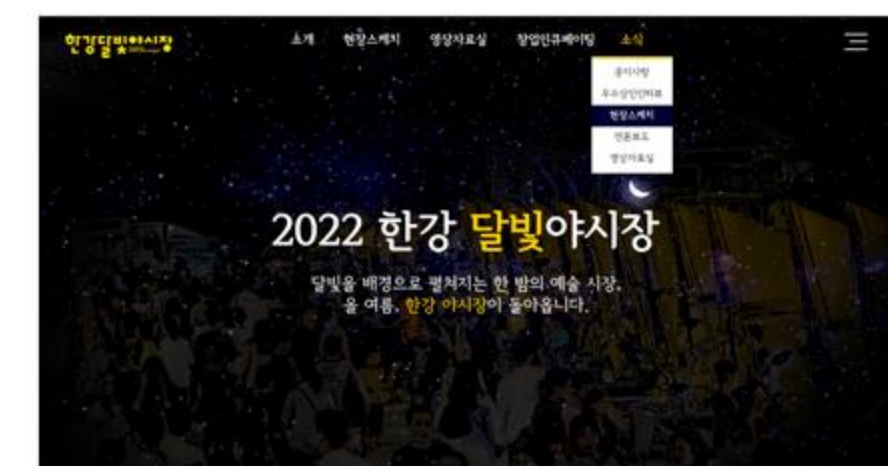 한강달빛야시장
소개 현장스케치 영상자료실 창업인큐베이팅 소식
공지사항
우수상인인터뷰
현장스케치
언론보도
영상자료실
2022 한강 달빛야시장
달빛을 배경으로 펼쳐지는 한 밤의 예술 시장,
올 여름, 한강 야시장이 돌아옵니다.